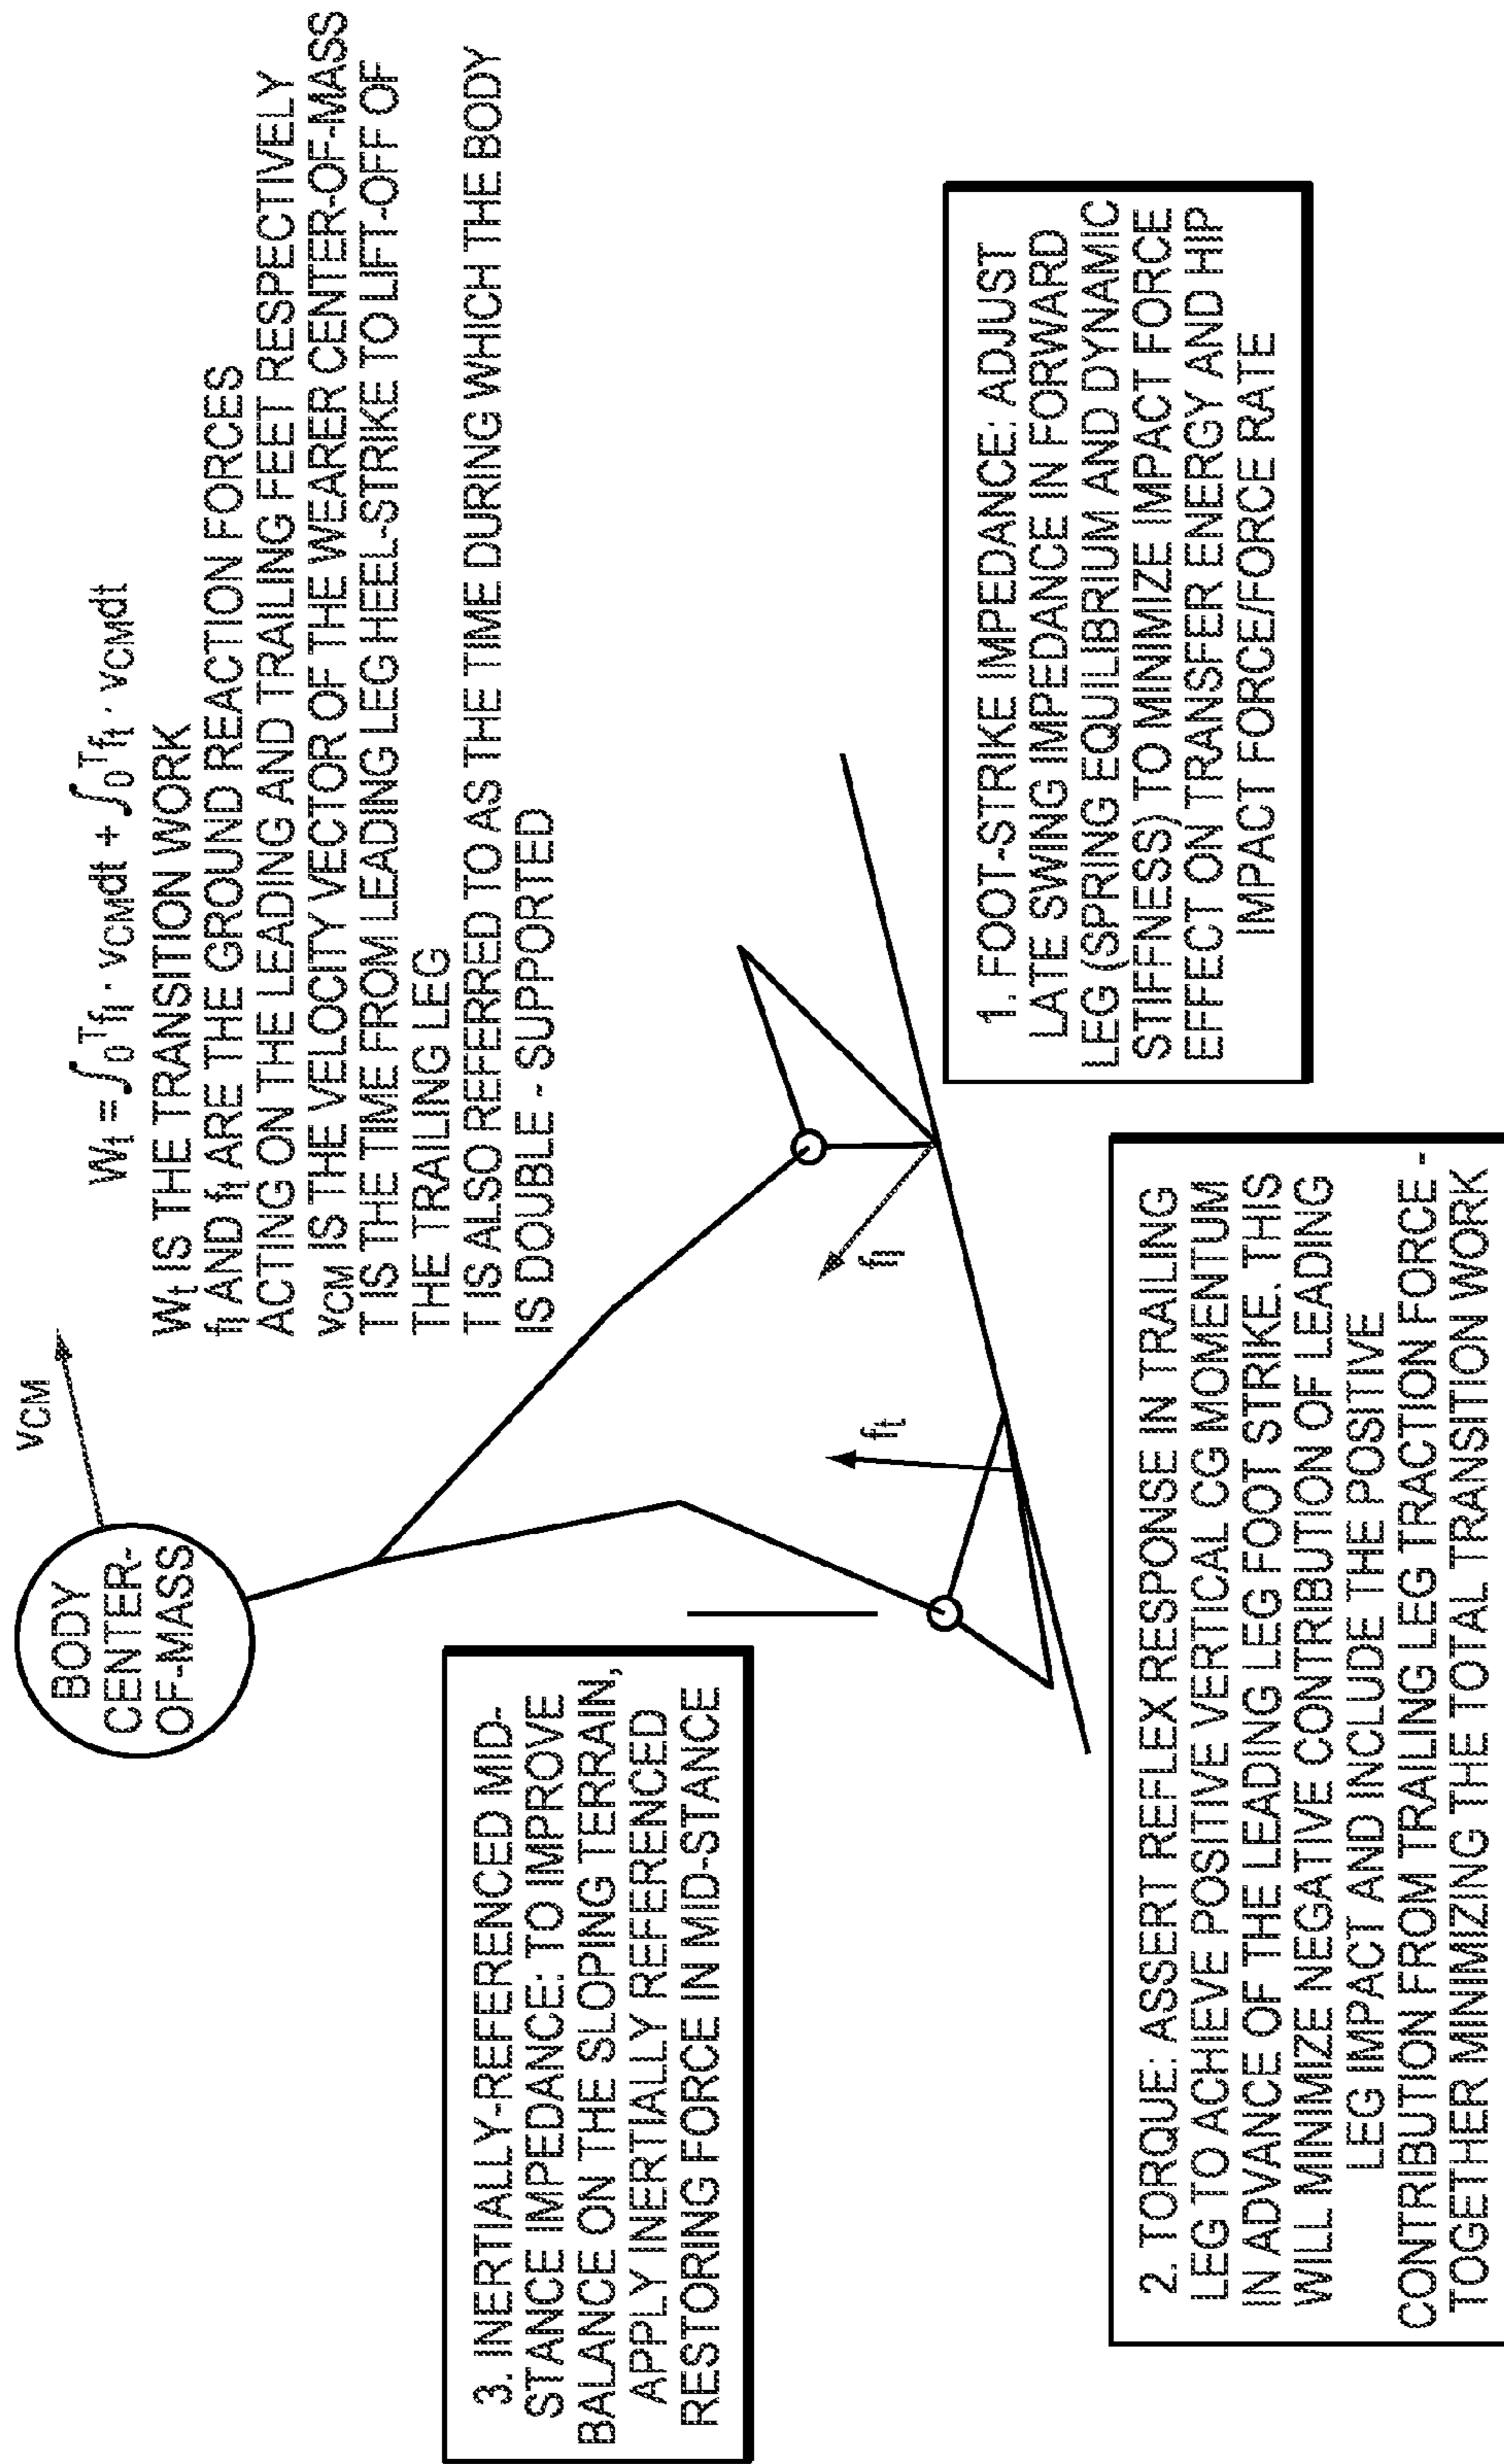 BODY
CENTER-
OF-MASS
vCM
Wt = ∫0T fl · vCMdt + ∫0T ft · vCMdt
Wt IS THE TRANSITION WORK
fl AND ft ARE THE GROUND REACTION FORCES
ACTING ON THE LEADING AND TRAILING FEET RESPECTIVELY
vCM IS THE VELOCITY VECTOR OF THE WEARER CENTER-OF-MASS
T IS THE TIME FROM LEADING LEG HEEL-STRIKE TO LIFT-OFF OF
THE TRAILING LEG
T IS ALSO REFERRED TO AS THE TIME DURING WHICH THE BODY
IS DOUBLE - SUPPORTED
3. INERTIALLY-REFERENCED MID-
STANCE IMPEDANCE: TO IMPROVE
BALANCE ON THE SLOPING TERRAIN,
APPLY INERTIALLY REFERENCED
RESTORING FORCE IN MID-STANCE
ft
fl
1. FOOT-STRIKE IMPEDANCE: ADJUST
LATE SWING IMPEDANCE IN FORWARD
LEG (SPRING EQUILIBRIUM AND DYNAMIC
STIFFNESS) TO MINIMIZE IMPACT FORCE
EFFECT ON TRANSFER ENERGY AND HIP
IMPACT FORCE/FORCE RATE
2. TORQUE: ASSERT REFLEX RESPONSE IN TRAILING
LEG TO ACHIEVE POSITIVE VERTICAL CG MOMENTUM
IN ADVANCE OF THE LEADING LEG FOOT STRIKE. THIS
WILL MINIMIZE NEGATIVE CONTRIBUTION OF LEADING
LEG IMPACT AND INCLUDE THE POSITIVE
CONTRIBUTION FROM TRAILING LEG TRACTION FORCE -
TOGETHER MINIMIZING THE TOTAL TRANSITION WORK